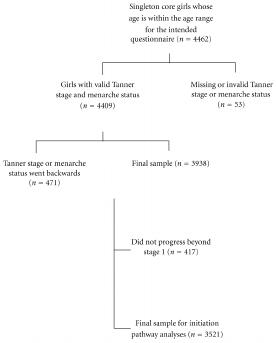 Singleton core girls whose
age is within the age range
for the intended
questionnaire (n = 4462)
Girls with valid Tanner
stage and menarche status
(n = 4409)
Missing or invalid Tanner
stage or menarche status
(n = 53)
Tanner stage or menarche
status went backwards
(n = 471)
Final sample (n = 3938)
Did not progress beyond
stage 1 (n = 417)
Final sample for initiation
pathway analyses (n = 3521)